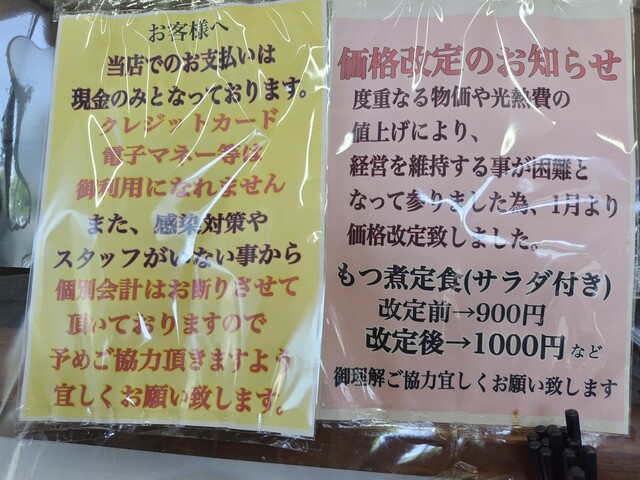 お客様へ
当店でのお支払いは
現金のみとなっております。
クレジットカード
電子マネー等は
御利用になれません
また、感染対策や
スタッフがいない事から
個別会計はお断りさせて
頂いておりますので
予めご協力頂きますよう
宜しくお願い致します。
価格改定のお知らせ
度重なる物価や光熱費の
値上げにより、
経営を維持する事が困難と
なって参りました為、1月より
価格改定致しました。
もつ煮定食(サラダ付き)
改定前→900円
改定後→1000円 など
御理解ご協力宜しくお願い致します